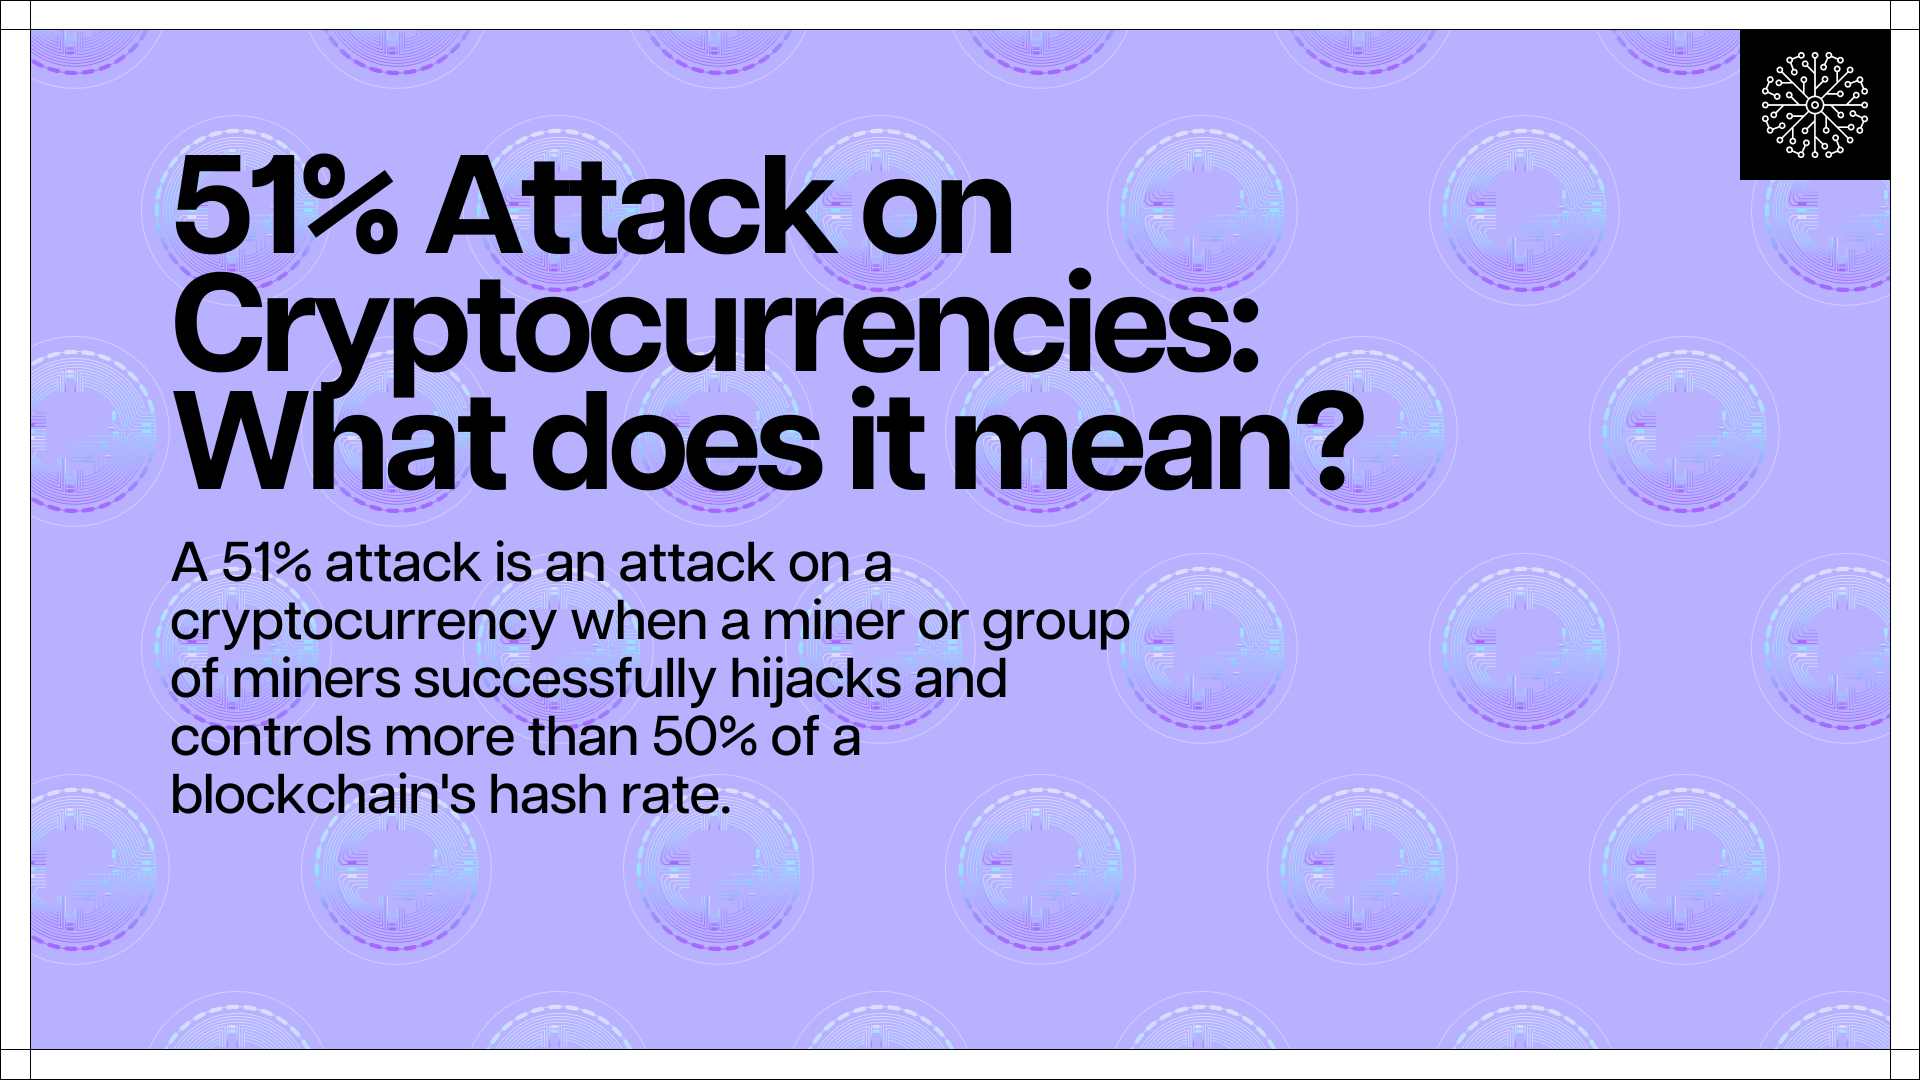 51% Attack on
Cryptocurrencies:
What does it mean?
A 51% attack is an attack on a
cryptocurrency when a miner or group
of miners successfully hijacks and
controls more than 50% of a
blockchain's hash rate.